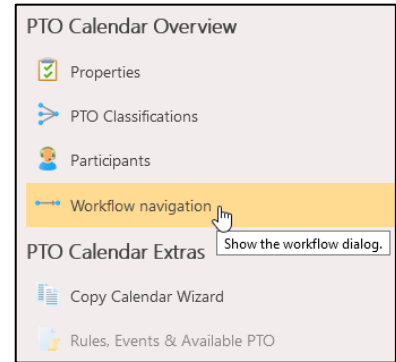 PTO Calendar Overview
Properties
PTO Classifications
Participants
Workflow navigation
Show the workflow dialog.
PTO Calendar Extras
Copy Calendar Wizard
Rules, Events & Available PTO